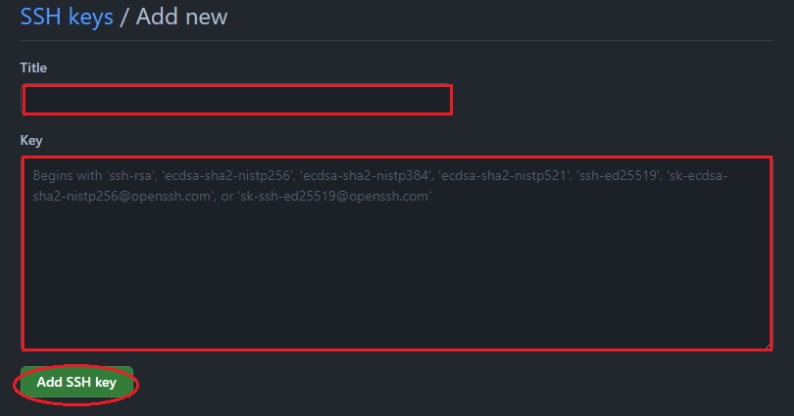 SSH keys / Add new
Title
Key
Begins with 'ssh-rsa', 'ecdsa-sha2-nistp256', 'ecdsa-sha2-nistp384', 'ecdsa-sha2-nistp521', 'ssh-ed25519', 'sk-ecdsa-
sha2-nistp256@openssh.com', or 'sk-ssh-ed25519@openssh.com'
Add SSH key